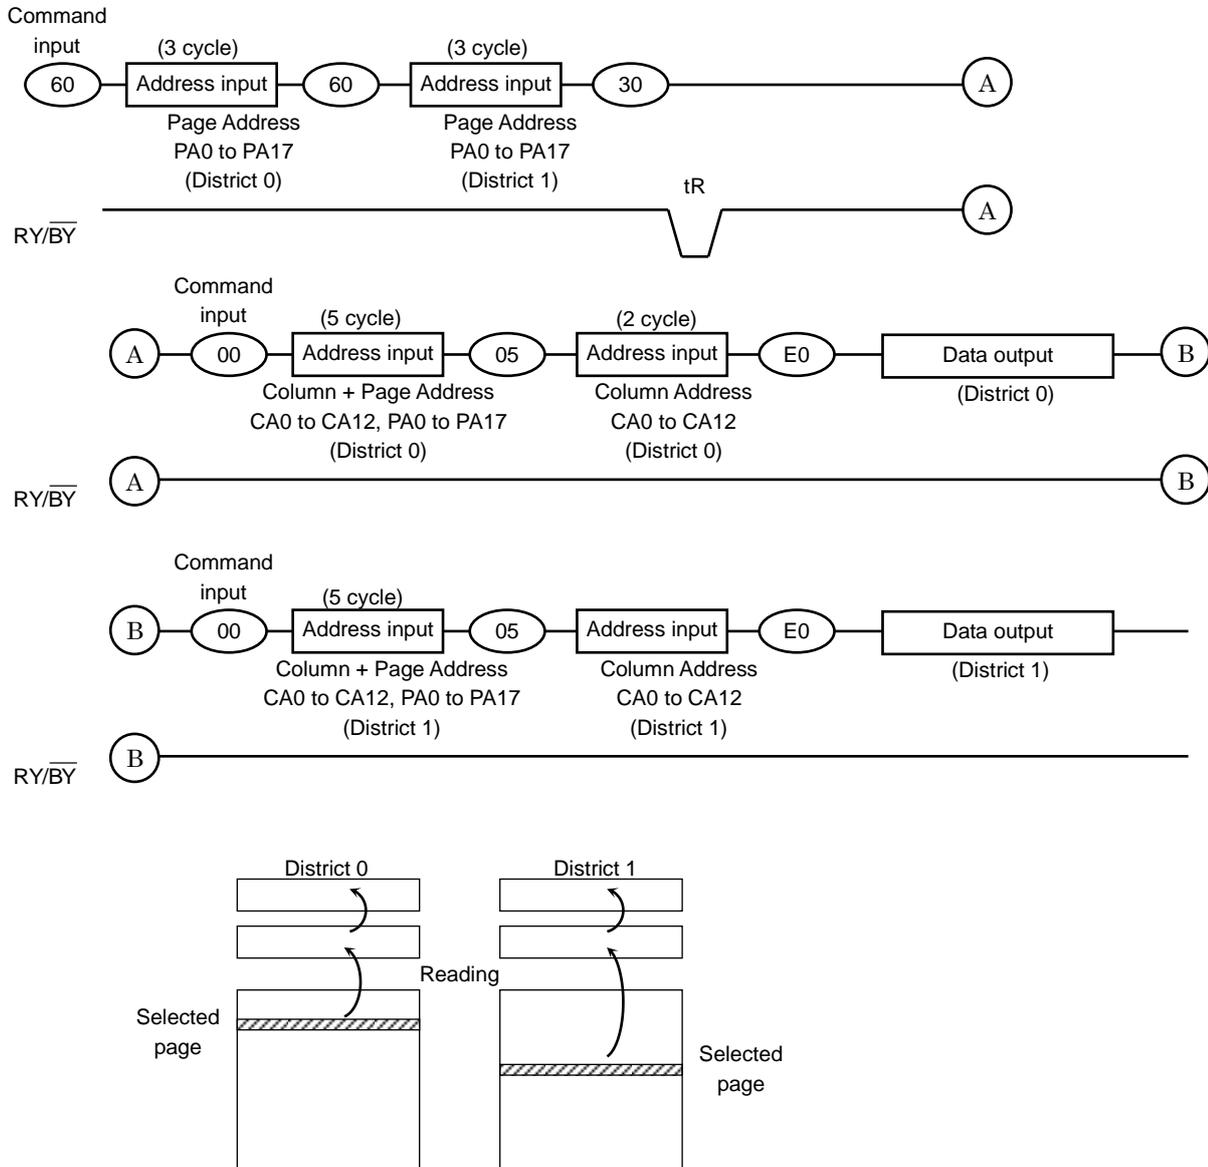 Command
input
(3 cycle) (3 cycle)
60 Address input 60 Address input 30 A
Page Address Page Address
PA0 to PA17 PA0 to PA17
(District 0) (District 1)
tR
RY/B̅Y̅ A
Command
input
(5 cycle) (2 cycle)
A 00 Address input 05 Address input E0 Data output B
Column + Page Address Column Address (District 0)
CA0 to CA12, PA0 to PA17 CA0 to CA12
(District 0) (District 0)
RY/B̅Y̅ A B
Command
input
(5 cycle)
B 00 Address input 05 Address input E0 Data output
Column + Page Address Column Address (District 1)
CA0 to CA12, PA0 to PA17 CA0 to CA12
(District 1) (District 1)
RY/B̅Y̅ B
District 0 District 1
Reading
Selected
page
Selected
page